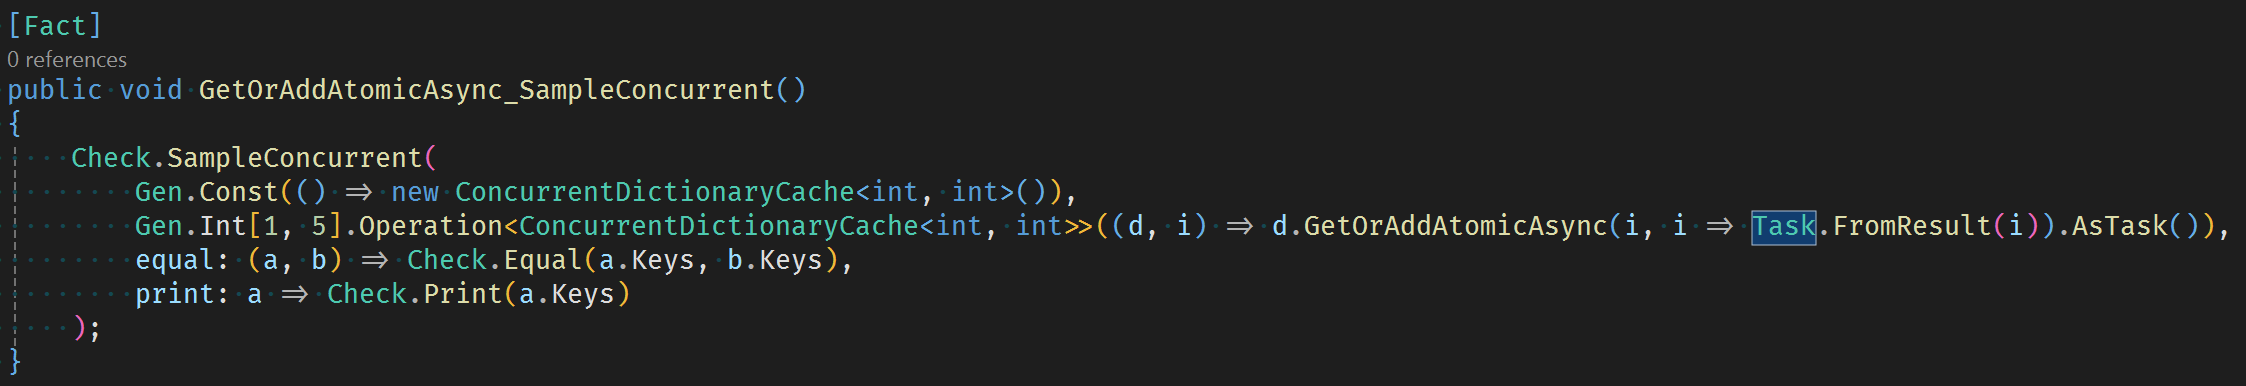 [Fact]
0 references
public void GetOrAddAtomicAsync_SampleConcurrent()
{
Check.SampleConcurrent(
Gen.Const(() => new ConcurrentDictionaryCache<int, int>()),
Gen.Int[1, 5].Operation<ConcurrentDictionaryCache<int, int>>((d, i) => d.GetOrAddAtomicAsync(i, i => Task.FromResult(i)).AsTask()),
equal: (a, b) => Check.Equal(a.Keys, b.Keys),
print: a => Check.Print(a.Keys)
);
}